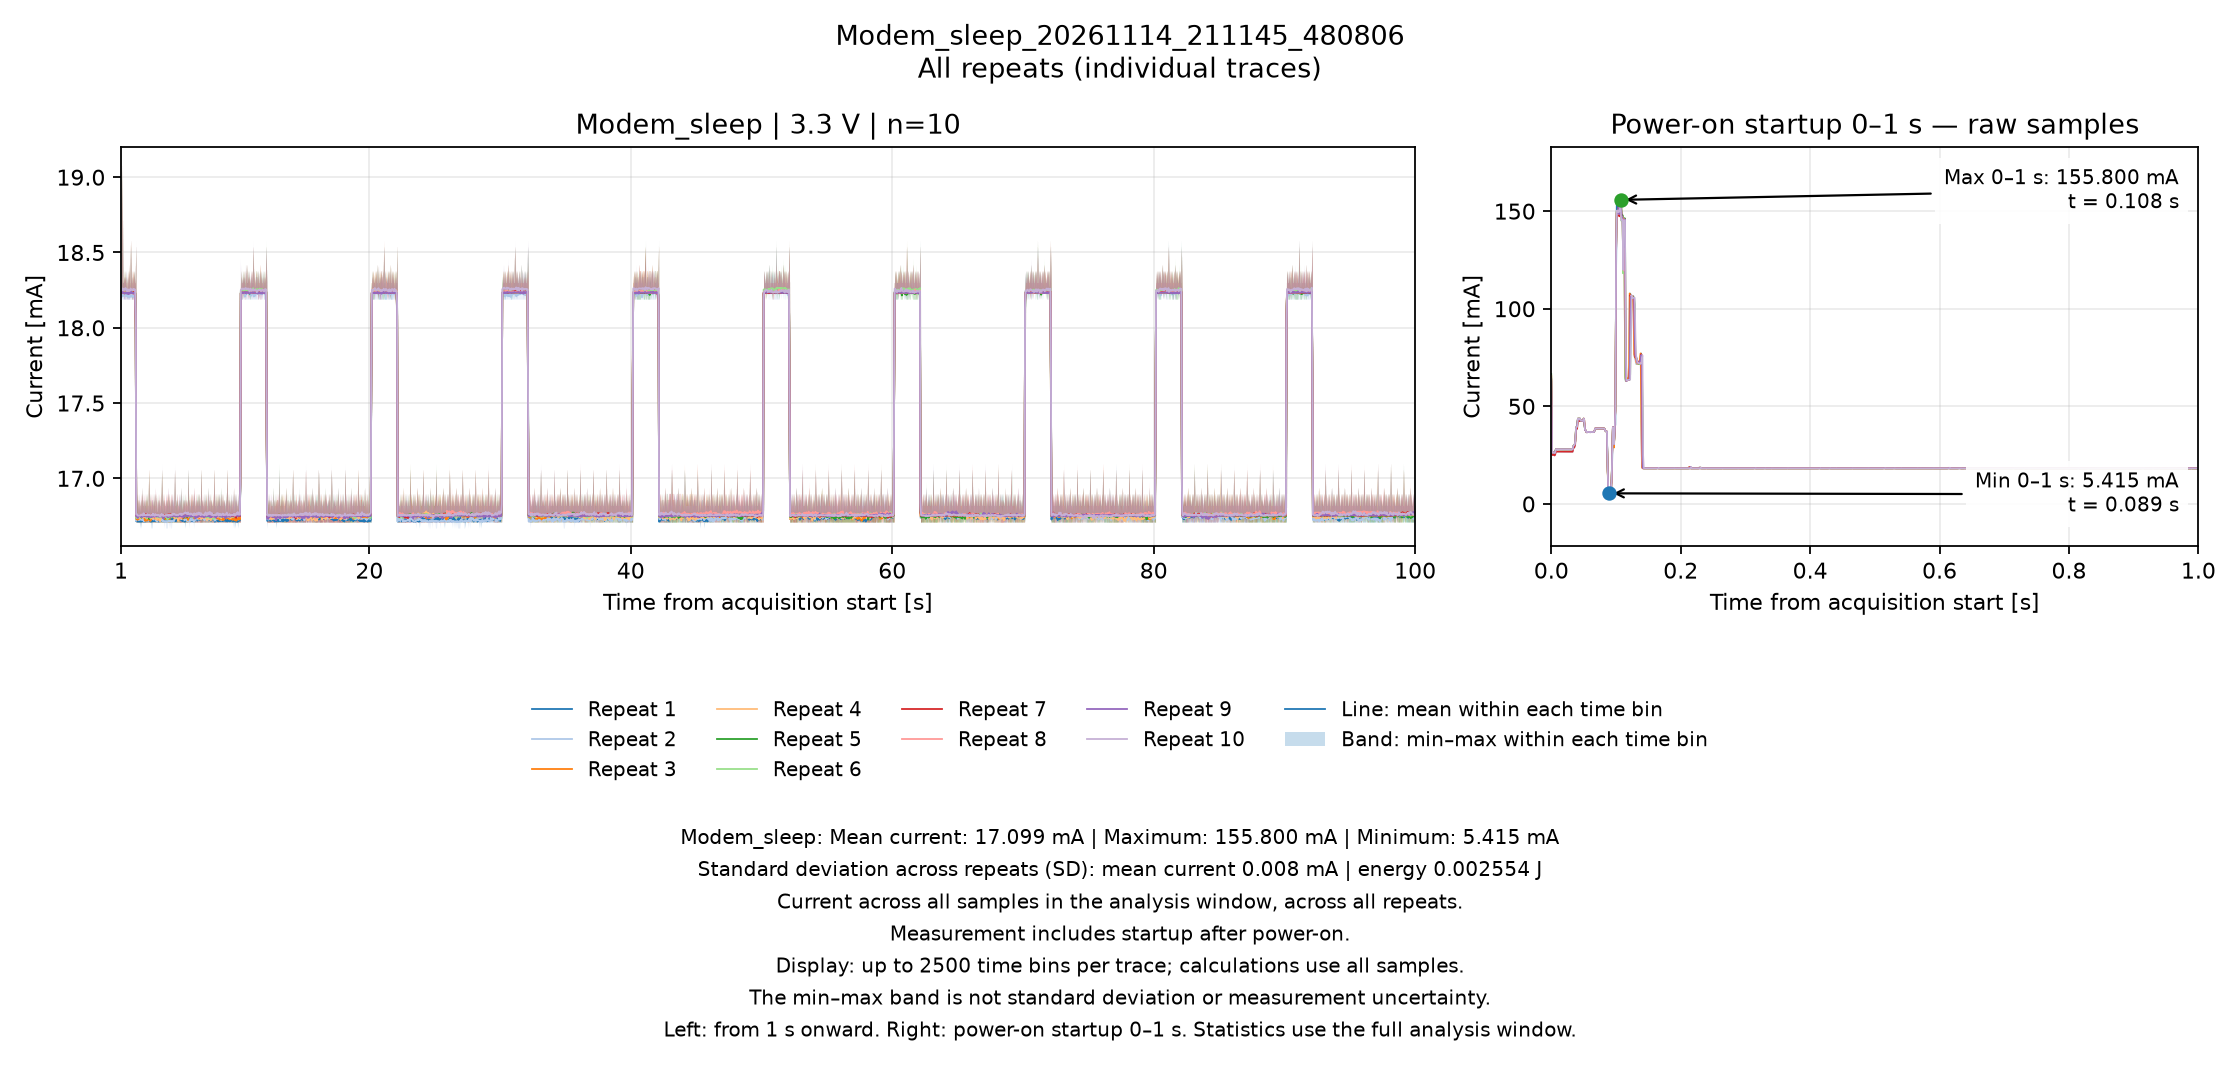 Modem_sleep_20261114_211145_480806
All repeats (individual traces)
Modem_sleep | 3.3 V | n=10
Current [mA]
19.0
18.5
18.0
17.5
17.0
1
20
40
60
80
100
Time from acquisition start [s]
Power-on startup 0–1 s — raw samples
Current [mA]
150
100
50
0
Max 0–1 s: 155.800 mA
t = 0.108 s
Min 0–1 s: 5.415 mA
t = 0.089 s
0.0
0.2
0.4
0.6
0.8
1.0
Time from acquisition start [s]
Repeat 1
Repeat 2
Repeat 3
Repeat 4
Repeat 5
Repeat 6
Repeat 7
Repeat 8
Repeat 9
Repeat 10
Line: mean within each time bin
Band: min–max within each time bin
Modem_sleep: Mean current: 17.099 mA | Maximum: 155.800 mA | Minimum: 5.415 mA
Standard deviation across repeats (SD): mean current 0.008 mA | energy 0.002554 J
Current across all samples in the analysis window, across all repeats.
Measurement includes startup after power-on.
Display: up to 2500 time bins per trace; calculations use all samples.
The min–max band is not standard deviation or measurement uncertainty.
Left: from 1 s onward. Right: power-on startup 0–1 s. Statistics use the full analysis window.